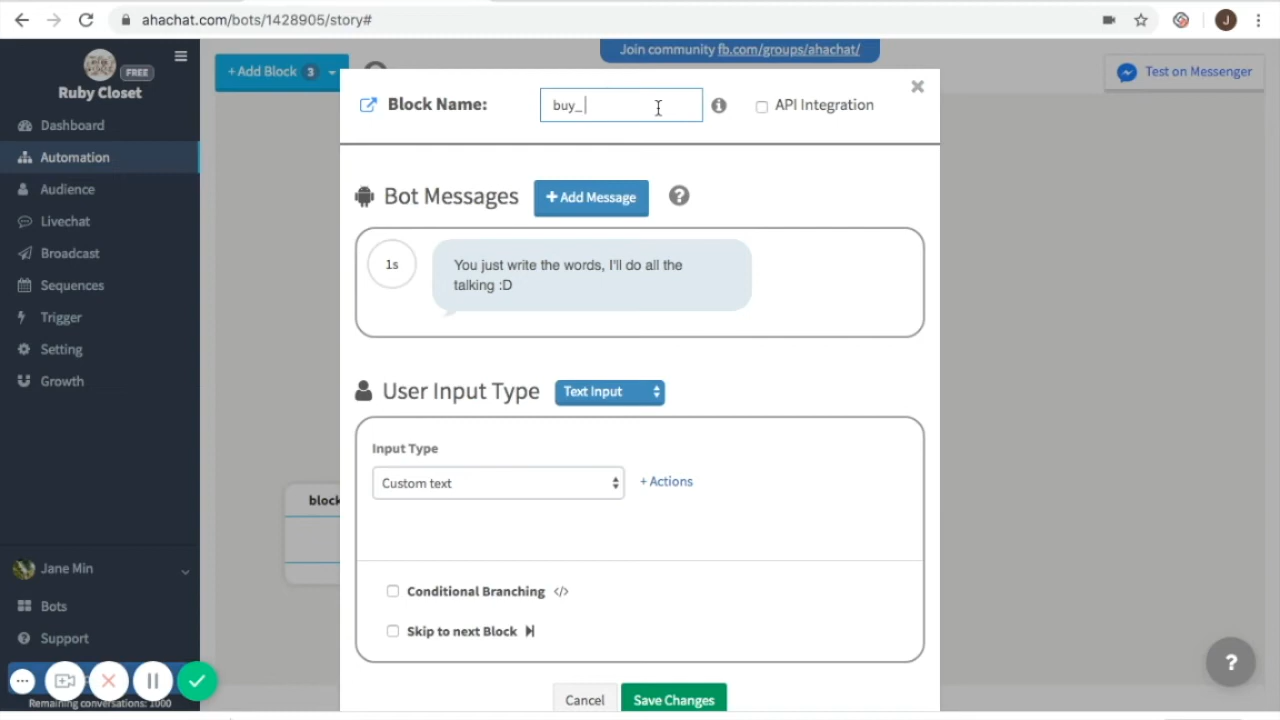 ahachat.com/bots/1428905/story#
J
Join community fb.com/groups/ahachat/
FREE
Ruby Closet
+Add Block 3
Test on Messenger
Dashboard
Automation
Audience
Livechat
Broadcast
Sequences
Trigger
Setting
Growth
Block Name:
buy_
API Integration
Bot Messages
+ Add Message
?
1s
You just write the words, I'll do all the
talking :D
User Input Type
Text Input
Input Type
Custom text
+ Actions
block
Conditional Branching </>
Skip to next Block
Cancel
Save Changes
Jane Min
Bots
Support
Remaining conversations: 1000
?